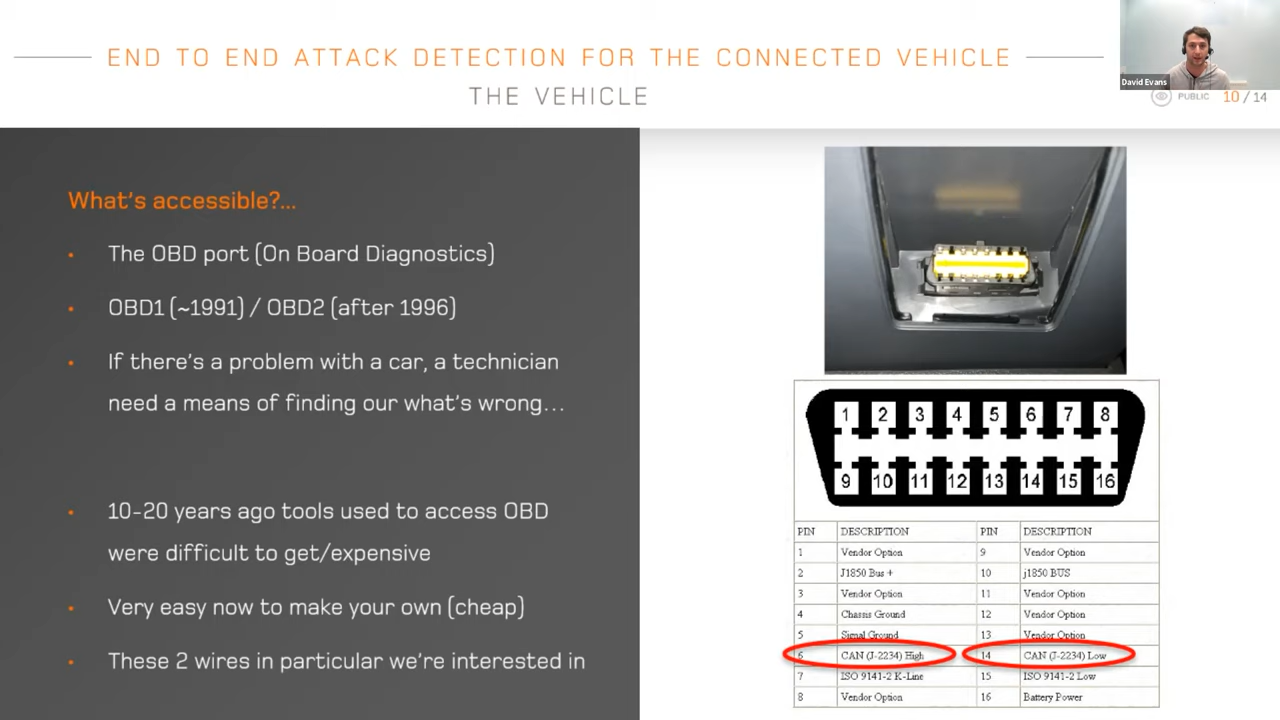 END TO END ATTACK DETECTION FOR THE CONNECTED VEHICLE
THE VEHICLE
David Evans
PUBLIC 10 / 14
What's accessible?...
• The OBD port (On Board Diagnostics)
• OBD1 (~1991) / OBD2 (after 1996)
• If there's a problem with a car, a technician
need a means of finding our what's wrong...
• 10-20 years ago tools used to access OBD
were difficult to get/expensive
• Very easy now to make your own (cheap)
• These 2 wires in particular we're interested in
1 2 3 4 5 6 7 8
9 10 11 12 13 14 15 16
PIN DESCRIPTION PIN DESCRIPTION
1 Vendor Option 9 Vendor Option
2 J1850 Bus + 10 j1850 BUS
3 Vendor Option 11 Vendor Option
4 Chassis Ground 12 Vendor Option
5 Signal Ground 13 Vendor Option
6 CAN (J-2234) High 14 CAN (J-2234) Low
7 ISO 9141-2 K-Line 15 ISO 9141-2 Low
8 Vendor Option 16 Battery Power